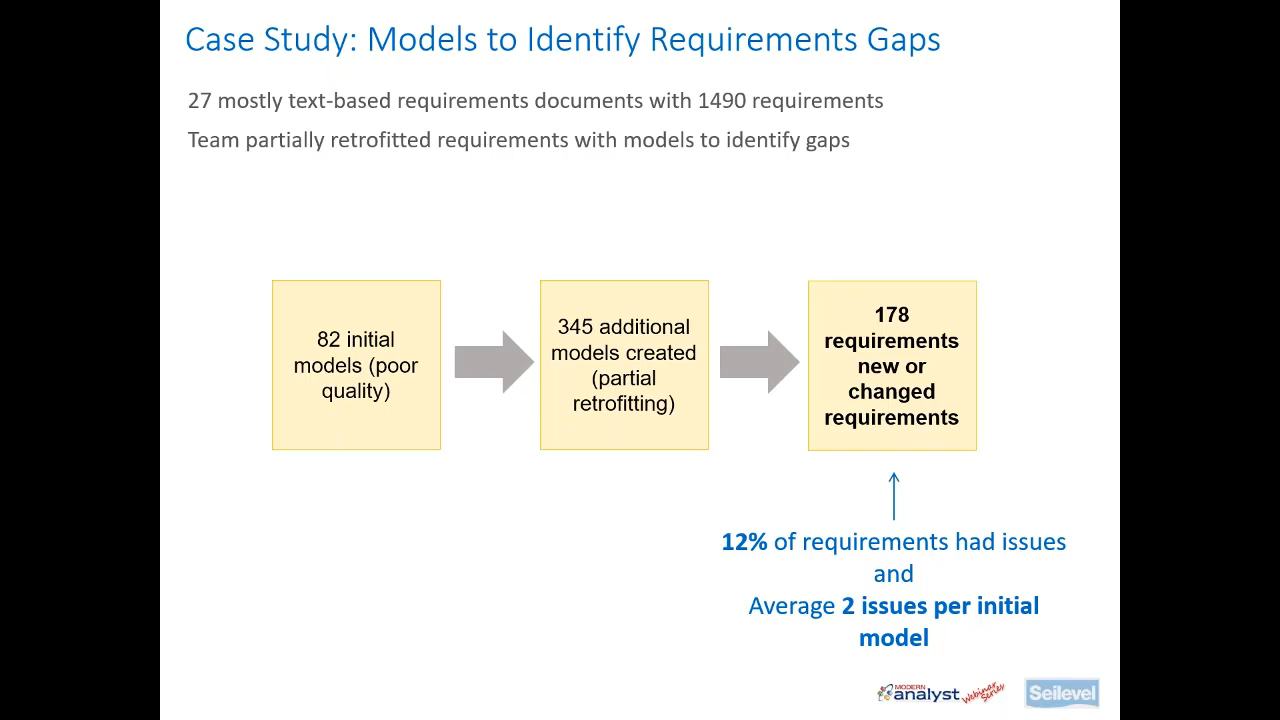 Case Study: Models to Identify Requirements Gaps
27 mostly text-based requirements documents with 1490 requirements
Team partially retrofitted requirements with models to identify gaps
82 initial
models (poor
quality)
345 additional
models created
(partial
retrofitting)
178
requirements
new or
changed
requirements
12% of requirements had issues
and
Average 2 issues per initial
model
MODERN
analyst
Webinar
Series
Seilevel